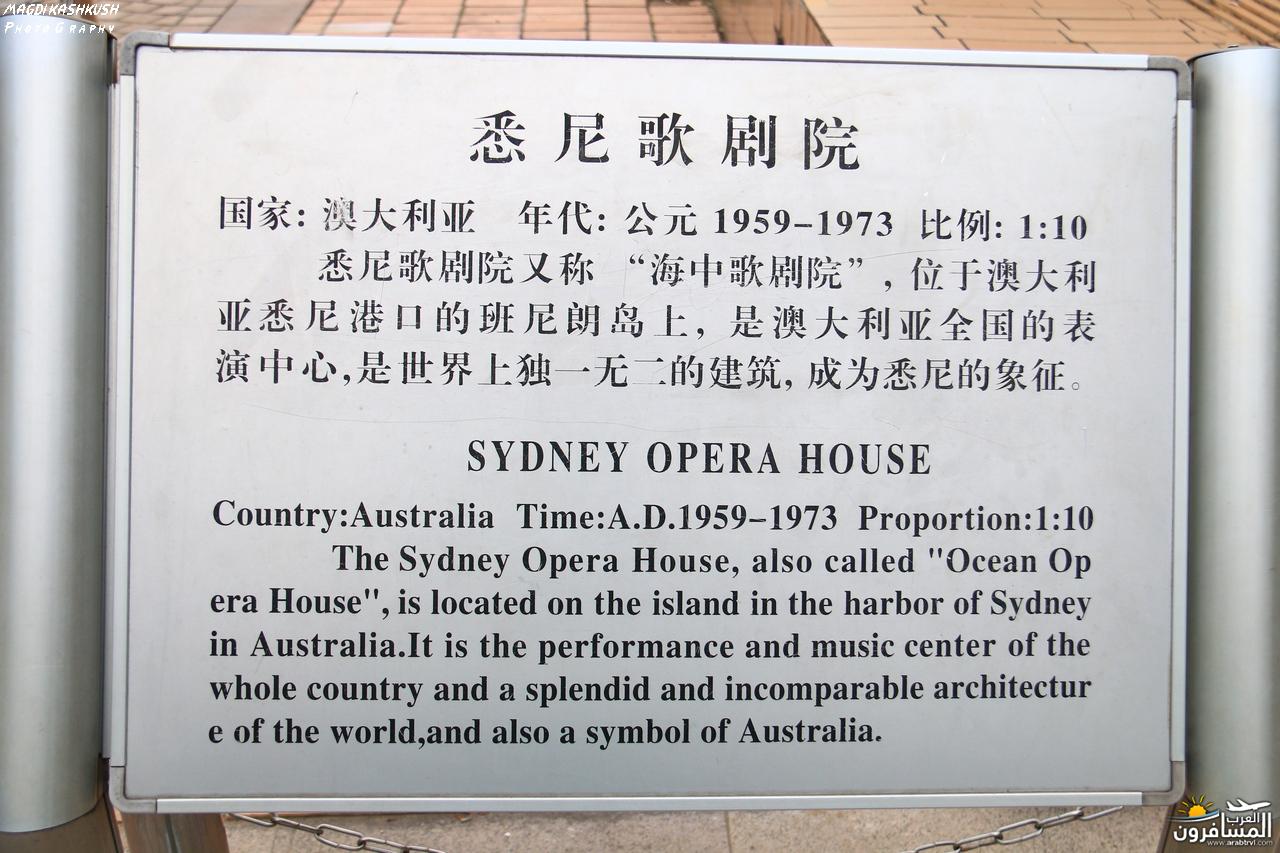 MAGDI KASHKUSH
PHOTOGRAPHY
悉尼歌剧院
国家: 澳大利亚 年代: 公元 1959-1973 比例: 1:10
悉尼歌剧院又称 “海中歌剧院”, 位于澳大利
亚悉尼港口的班尼朗岛上, 是澳大利亚全国的表
演中心,是世界上独一无二的建筑, 成为悉尼的象征。
SYDNEY OPERA HOUSE
Country:Australia Time:A.D.1959-1973 Proportion:1:10
The Sydney Opera House, also called "Ocean Op
era House", is located on the island in the harbor of Sydney
in Australia.It is the performance and music center of the
whole country and a splendid and incomparable architectur
e of the world,and also a symbol of Australia.
العرب
المسافرون
www.arabtrvl.com